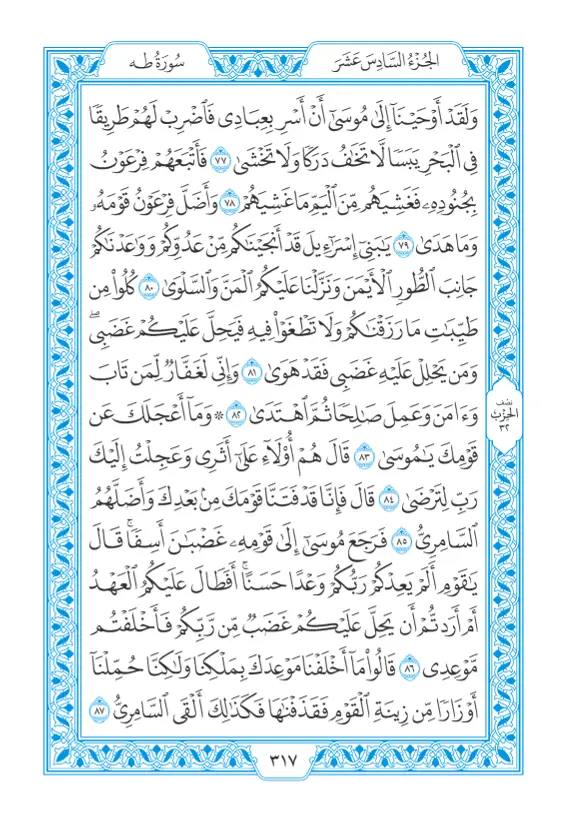 الجُزْءُ السَّادِسَ عَشَرَ
سُورَةُ طه
وَلَقَدْ أَوْحَيْنَآ إِلَىٰ مُوسَىٰٓ أَنْ أَسْرِ بِعِبَادِى فَٱضْرِبْ لَهُمْ طَرِيقًا
فِى ٱلْبَحْرِ يَبَسًا لَّا تَخَٰفُ دَرَكًا وَلَا تَخْشَىٰ ٧٧ فَأَتْبَعَهُمْ فِرْعَوْنُ
بِجُنُودِهِۦ فَغَشِيَهُم مِّنَ ٱلْيَمِّ مَا غَشِيَهُمْ ٧٨ وَأَضَلَّ فِرْعَوْنُ قَوْمَهُۥ
وَمَا هَدَىٰ ٧٩ يَٰبَنِىٓ إِسْرَٰٓءِيلَ قَدْ أَنجَيْنَٰكُم مِّنْ عَدُوِّكُمْ وَوَٰعَدْنَٰكُمْ
جَانِبَ ٱلطُّورِ ٱلْأَيْمَنَ وَنَزَّلْنَا عَلَيْكُمُ ٱلْمَنَّ وَٱلسَّلْوَىٰ ٨٠ كُلُوا۟ مِن
طَيِّبَٰتِ مَا رَزَقْنَٰكُمْ وَلَا تَطْغَوْا۟ فِيهِ فَيَحِلَّ عَلَيْكُمْ غَضَبِى ۖ
وَمَن يَحْلِلْ عَلَيْهِ غَضَبِى فَقَدْ هَوَىٰ ٨١ وَإِنِّى لَغَفَّارٌ لِّمَن تَابَ
وَءَامَنَ وَعَمِلَ صَٰلِحًا ثُمَّ ٱهْتَدَىٰ ٨٢ ۞ وَمَآ أَعْجَلَكَ عَن
قَوْمِكَ يَٰمُوسَىٰ ٨٣ قَالَ هُمْ أُو۟لَآءِ عَلَىٰٓ أَثَرِى وَعَجِلْتُ إِلَيْكَ
رَبِّ لِتَرْضَىٰ ٨٤ قَالَ فَإِنَّا قَدْ فَتَنَّا قَوْمَكَ مِنۢ بَعْدِكَ وَأَضَلَّهُمُ
ٱلسَّامِرِىُّ ٨٥ فَرَجَعَ مُوسَىٰٓ إِلَىٰ قَوْمِهِۦ غَضْبَٰنَ أَسِفًا ۚ قَالَ
يَٰقَوْمِ أَلَمْ يَعِدْكُمْ رَبُّكُمْ وَعْدًا حَسَنًا ۚ أَفَطَالَ عَلَيْكُمُ ٱلْعَهْدُ
أَمْ أَرَدتُّمْ أَن يَحِلَّ عَلَيْكُمْ غَضَبٌ مِّن رَّبِّكُمْ فَأَخْلَفْتُم
مَّوْعِدِى ٨٦ قَالُوا۟ مَآ أَخْلَفْنَا مَوْعِدَكَ بِمَلْكِنَا وَلَٰكِنَّا حُمِّلْنَآ
أَوْزَارًا مِّن زِينَةِ ٱلْقَوْمِ فَقَذَفْنَٰهَا فَكَذَٰلِكَ أَلْقَى ٱلسَّامِرِىُّ ٨٧
نصف
الحزب
٣٢
٣١٧